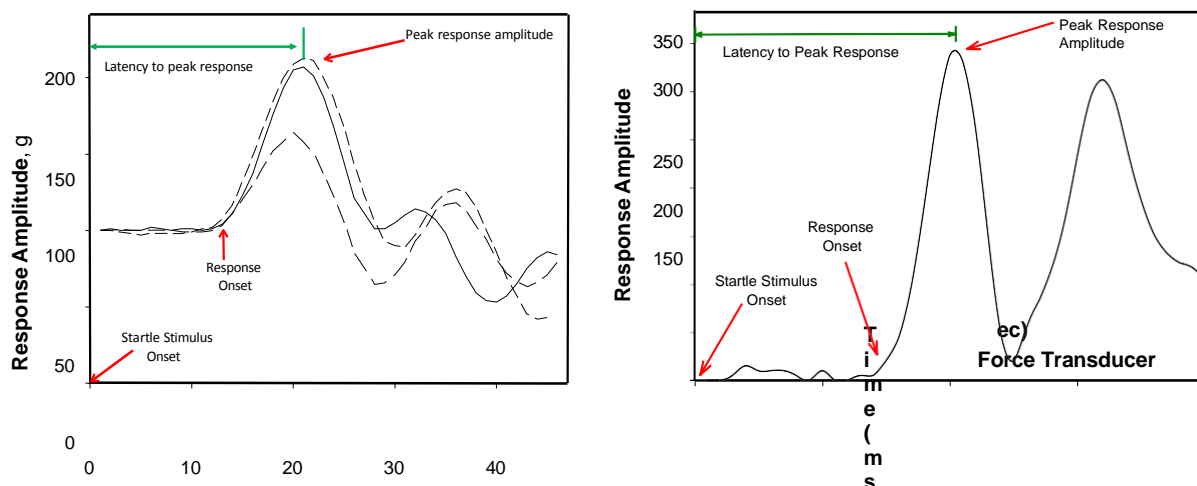 Response Amplitude, g
200
150
100
50
0
Latency to peak response
Peak response amplitude
Response
Onset
Startle Stimulus
Onset
0
20
30
40
Response Amplitude
350
300
250
200
150
Latency to Peak Response
Peak Response
Amplitude
Response
Onset
Startle Stimulus
Onset
Time(ms
ec)
Force Transducer